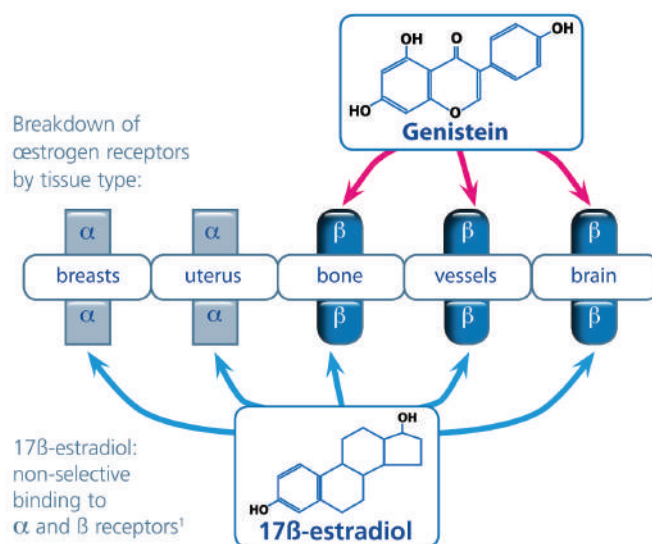 OH
O
OH
HO
O
Genistein
Breakdown of
œstrogen receptors
by tissue type:
α α β β β
breasts uterus bone vessels brain
α α β β β
17ß-estradiol:
non-selective
binding to
α and ß receptors¹
OH
HO
17ß-estradiol